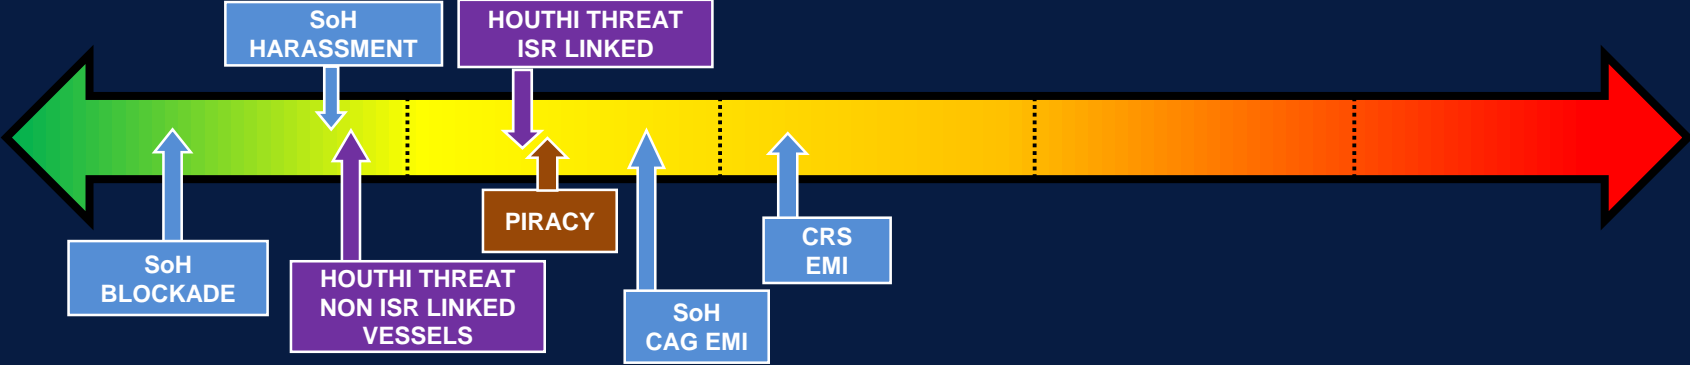 SoH
HARASSMENT
HOUTHI THREAT
ISR LINKED
SoH
BLOCKADE
HOUTHI THREAT
NON ISR LINKED
VESSELS
PIRACY
SoH
CAG EMI
CRS
EMI